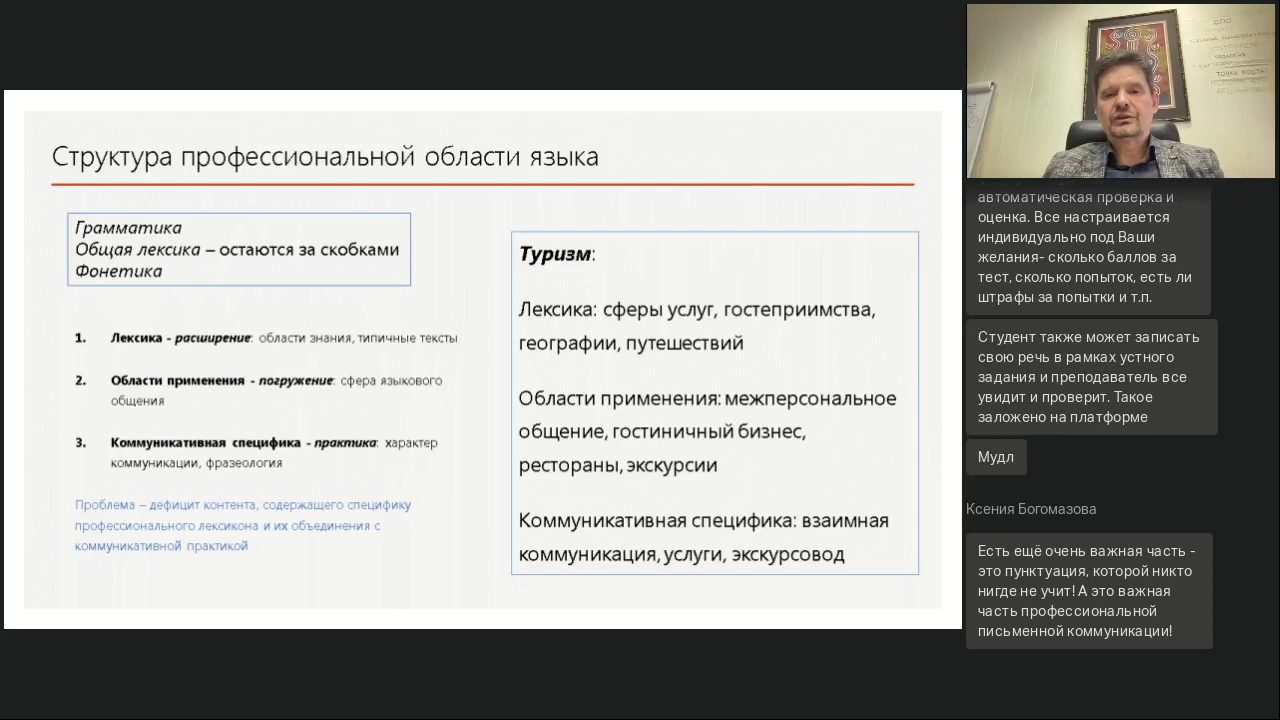 Структура профессиональной области языка
Грамматика
Общая лексика – остаются за скобками
Фонетика
1. Лексика - расширение: области знания, типичные тексты
2. Области применения - погружение: сфера языкового
общения
3. Коммуникативная специфика - практика: характер
коммуникации, фразеология
Проблема – дефицит контента, содержащего специфику
профессионального лексикона и их объединения с
коммуникативной практикой
Туризм:
Лексика: сферы услуг, гостеприимства,
географии, путешествий
Области применения: межперсональное
общение, гостиничный бизнес,
рестораны, экскурсии
Коммуникативная специфика: взаимная
коммуникация, услуги, экскурсовод
СПО
ТОЧКА РОСТА
автоматическая проверка и
оценка. Все настраивается
индивидуально под Ваши
желания- сколько баллов за
тест, сколько попыток, есть ли
штрафы за попытки и т.п.
Студент также может записать
свою речь в рамках устного
задания и преподаватель все
увидит и проверит. Такое
заложено на платформе
Мудл
Ксения Богомазова
Есть ещё очень важная часть -
это пунктуация, которой никто
нигде не учит! А это важная
часть профессиональной
письменной коммуникации!